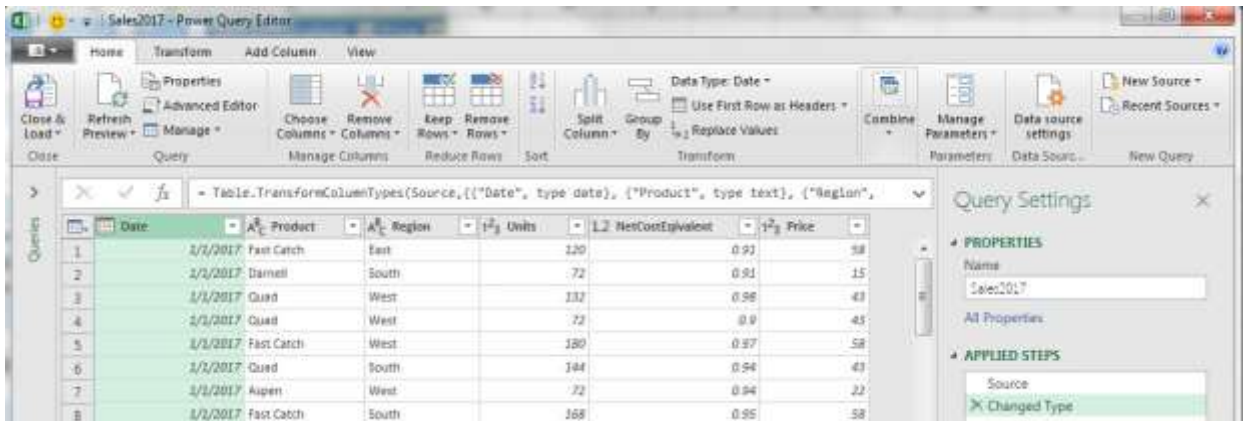 Sales2017 - Power Query Editor
Home Transform Add Column View
Close & Load
Refresh Preview
Properties
Advanced Editor
Manage
Choose Columns
Remove Columns
Keep Rows
Remove Rows
Split Column
Group By
Data Type: Date
Use First Row as Headers
Replace Values
Combine
Manage Parameters
Data source settings
New Source
Recent Sources
Close Query Manage Columns Reduce Rows Sort Transform Parameters Data Sourc... New Query
Queries
fx = Table.TransformColumnTypes(Source,{{"Date", type date}, {"Product", type text}, {"Region",
Date Product Region Units NetCostEqivalent Price
1 1/1/2017 Fast Catch East 120 0.91 58
2 1/1/2017 Darnell South 72 0.91 15
3 1/1/2017 Quad West 132 0.98 43
4 1/1/2017 Quad West 72 0.9 43
5 1/1/2017 Fast Catch West 180 0.97 58
6 1/1/2017 Quad South 144 0.94 43
7 1/1/2017 Aspen West 72 0.94 22
8 1/1/2017 Fast Catch South 168 0.95 58
Query Settings
PROPERTIES
Name
Sales2017
All Properties
APPLIED STEPS
Source
Changed Type